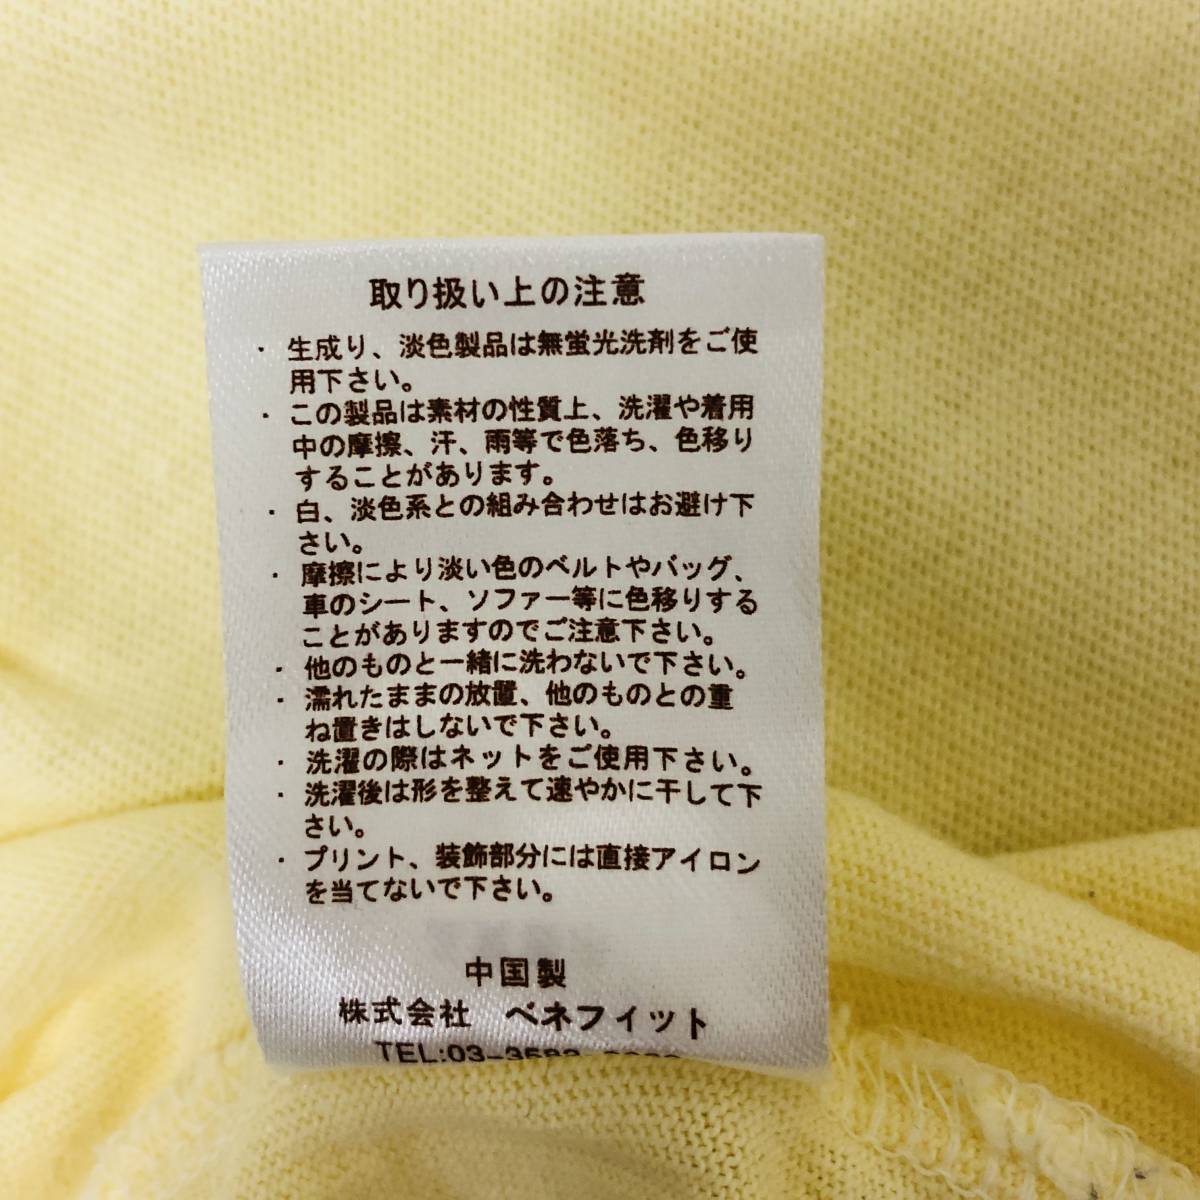 取り扱い上の注意
・生成り、淡色製品は無蛍光洗剤をご使
用下さい。
・この製品は素材の性質上、洗濯や着用
中の摩擦、汗、雨等で色落ち、色移り
することがあります。
・白、淡色系との組み合わせはお避け下
さい。
・摩擦により淡い色のベルトやバッグ、
車のシート、ソファー等に色移りする
ことがありますのでご注意下さい。
・他のものと一緒に洗わないで下さい。
・濡れたままの放置、他のものとの重
ね置きはしないで下さい。
・洗濯の際はネットをご使用下さい。
・洗濯後は形を整えて速やかに干して下
さい。
・プリント、装飾部分には直接アイロン
を当てないで下さい。
中国製
株式会社 ベネフィット
TEL:03-3583-